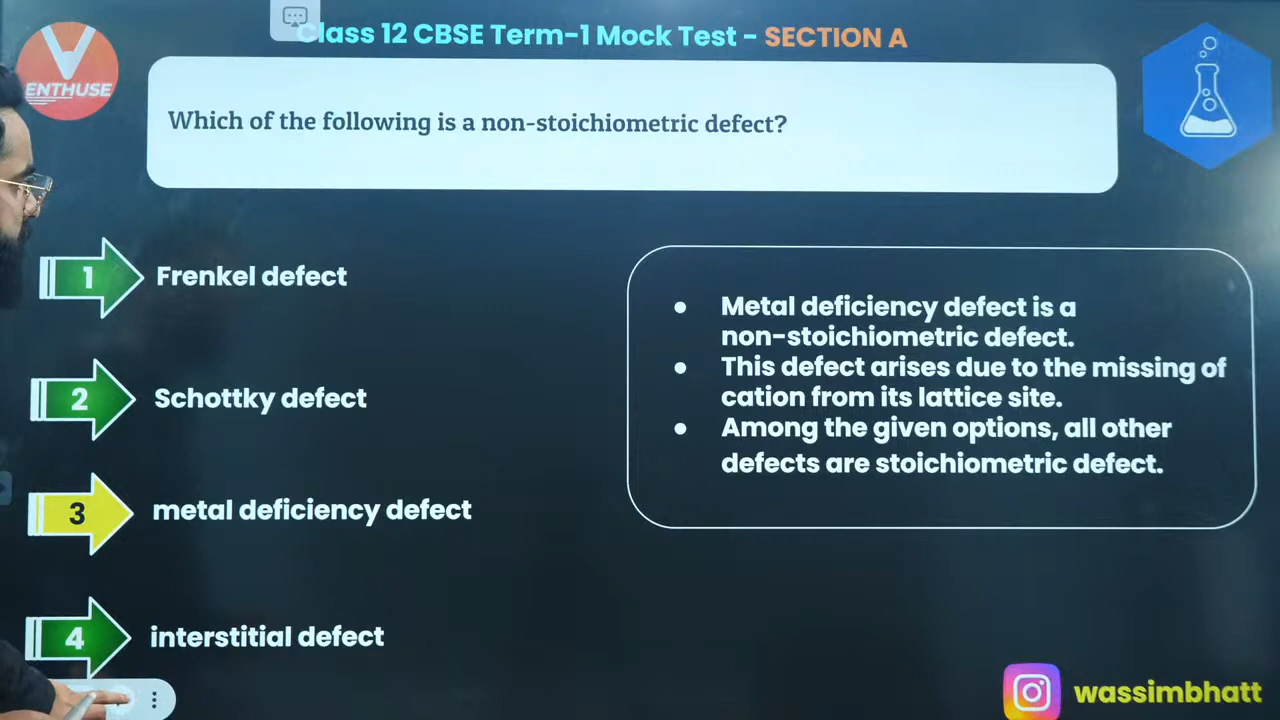 Class 12 CBSE Term-1 Mock Test - SECTION A
V
ENTHUSE
Which of the following is a non-stoichiometric defect?
1 Frenkel defect
2 Schottky defect
3 metal deficiency defect
4 interstitial defect
• Metal deficiency defect is a
non-stoichiometric defect.
• This defect arises due to the missing of
cation from its lattice site.
• Among the given options, all other
defects are stoichiometric defect.
wassimbhatt